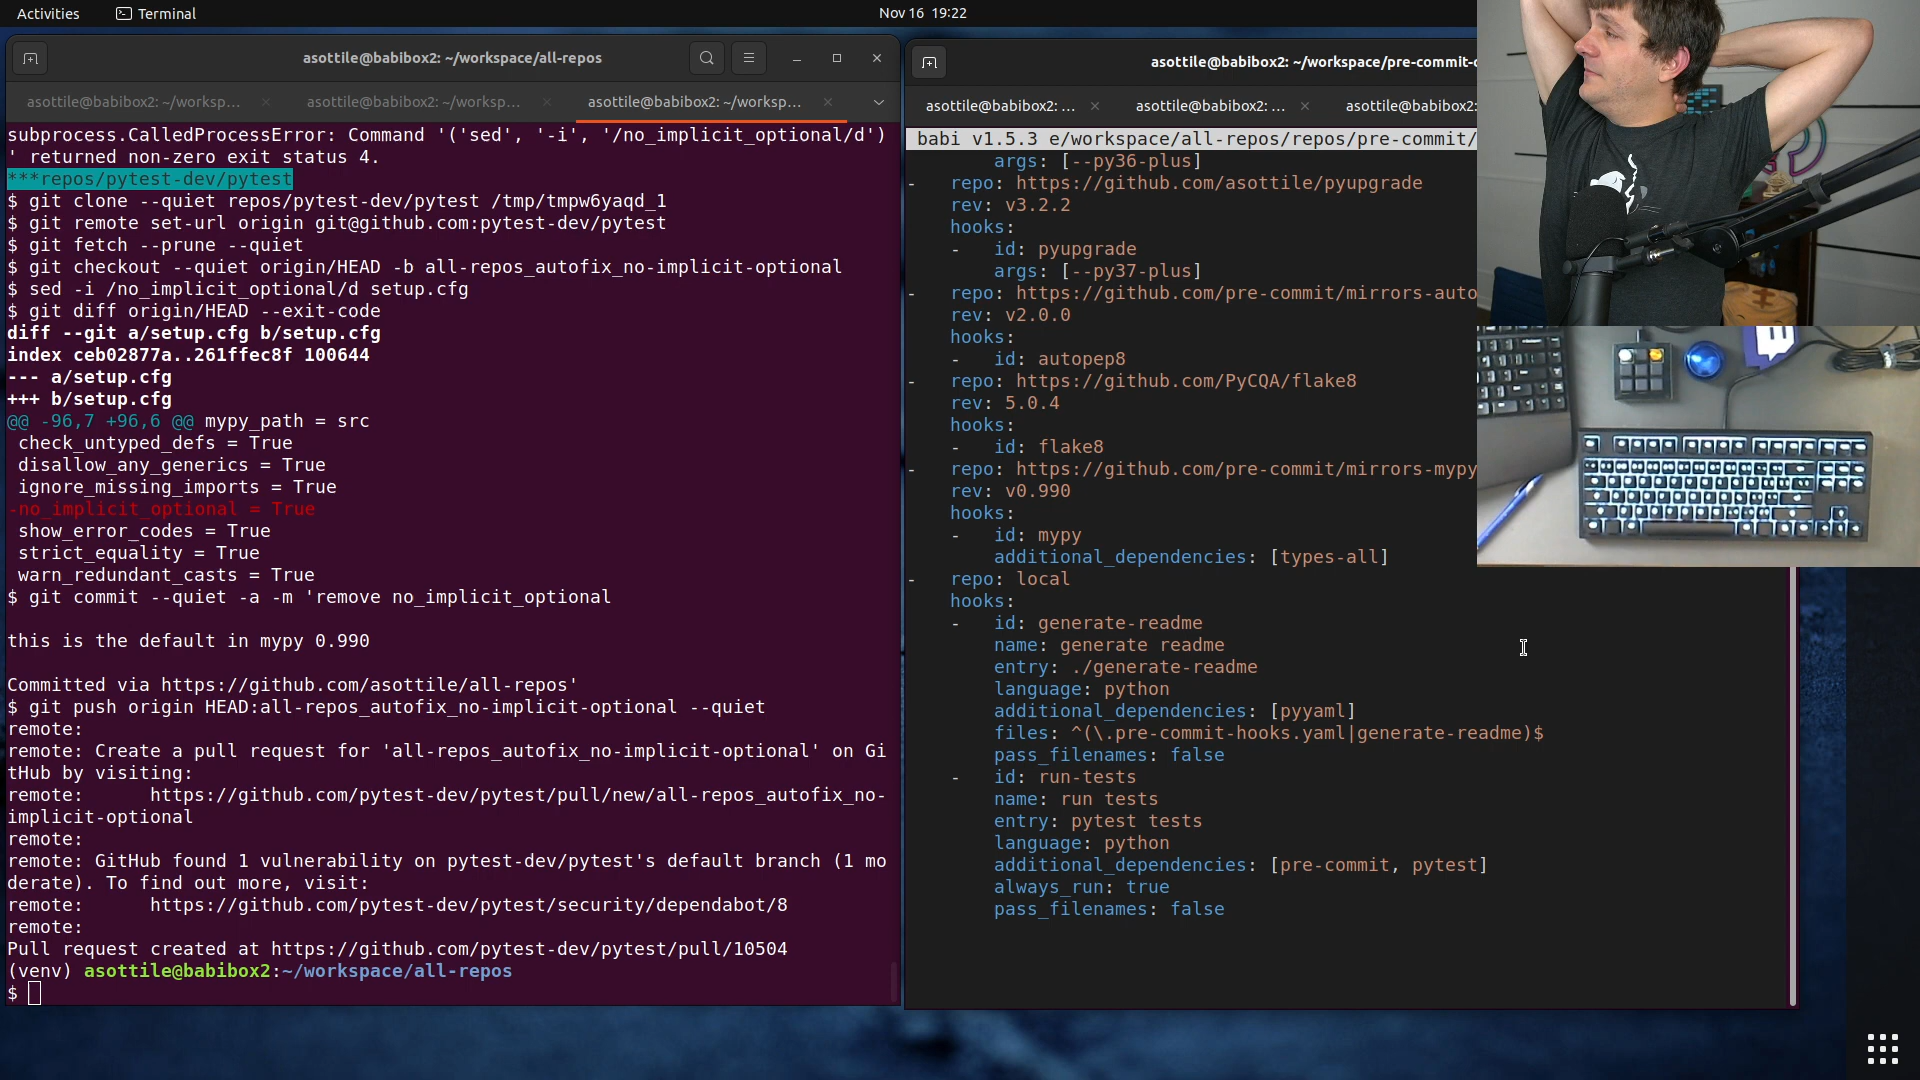 Activities
Terminal
Nov 16 19:22
asottile@babibox2: ~/workspace/all-repos
asottile@babibox2: ~/worksp...
asottile@babibox2: ~/worksp...
asottile@babibox2: ~/worksp...
subprocess.CalledProcessError: Command '('sed', '-i', '/no_implicit_optional/d')
' returned non-zero exit status 4.
***repos/pytest-dev/pytest
$ git clone --quiet repos/pytest-dev/pytest /tmp/tmpw6yaqd_1
$ git remote set-url origin git@github.com:pytest-dev/pytest
$ git fetch --prune --quiet
$ git checkout --quiet origin/HEAD -b all-repos_autofix_no-implicit-optional
$ sed -i /no_implicit_optional/d setup.cfg
$ git diff origin/HEAD --exit-code
diff --git a/setup.cfg b/setup.cfg
index ceb02877a..261ffec8f 100644
--- a/setup.cfg
+++ b/setup.cfg
@@ -96,7 +96,6 @@ mypy_path = src
check_untyped_defs = True
disallow_any_generics = True
ignore_missing_imports = True
-no_implicit_optional = True
show_error_codes = True
strict_equality = True
warn_redundant_casts = True
$ git commit --quiet -a -m 'remove no_implicit_optional
this is the default in mypy 0.990
Committed via https://github.com/asottile/all-repos'
$ git push origin HEAD:all-repos_autofix_no-implicit-optional --quiet
remote:
remote: Create a pull request for 'all-repos_autofix_no-implicit-optional' on Gi
tHub by visiting:
remote:      https://github.com/pytest-dev/pytest/pull/new/all-repos_autofix_no-
implicit-optional
remote:
remote: GitHub found 1 vulnerability on pytest-dev/pytest's default branch (1 mo
derate). To find out more, visit:
remote:      https://github.com/pytest-dev/pytest/security/dependabot/8
remote:
Pull request created at https://github.com/pytest-dev/pytest/pull/10504
(venv) asottile@babibox2:~/workspace/all-repos
$
asottile@babibox2: ~/workspace/pre-commit-
asottile@babibox2: ...
asottile@babibox2: ...
asottile@babibox2:
babi v1.5.3 e/workspace/all-repos/repos/pre-commit/
args: [--py36-plus]
-   repo: https://github.com/asottile/pyupgrade
rev: v3.2.2
hooks:
-   id: pyupgrade
args: [--py37-plus]
-   repo: https://github.com/pre-commit/mirrors-auto
rev: v2.0.0
hooks:
-   id: autopep8
-   repo: https://github.com/PyCQA/flake8
rev: 5.0.4
hooks:
-   id: flake8
-   repo: https://github.com/pre-commit/mirrors-mypy
rev: v0.990
hooks:
-   id: mypy
additional_dependencies: [types-all]
-   repo: local
hooks:
-   id: generate-readme
name: generate readme
entry: ./generate-readme
language: python
additional_dependencies: [pyyaml]
files: ^(\.pre-commit-hooks.yaml|generate-readme)$
pass_filenames: false
-   id: run-tests
name: run tests
entry: pytest tests
language: python
additional_dependencies: [pre-commit, pytest]
always_run: true
pass_filenames: false